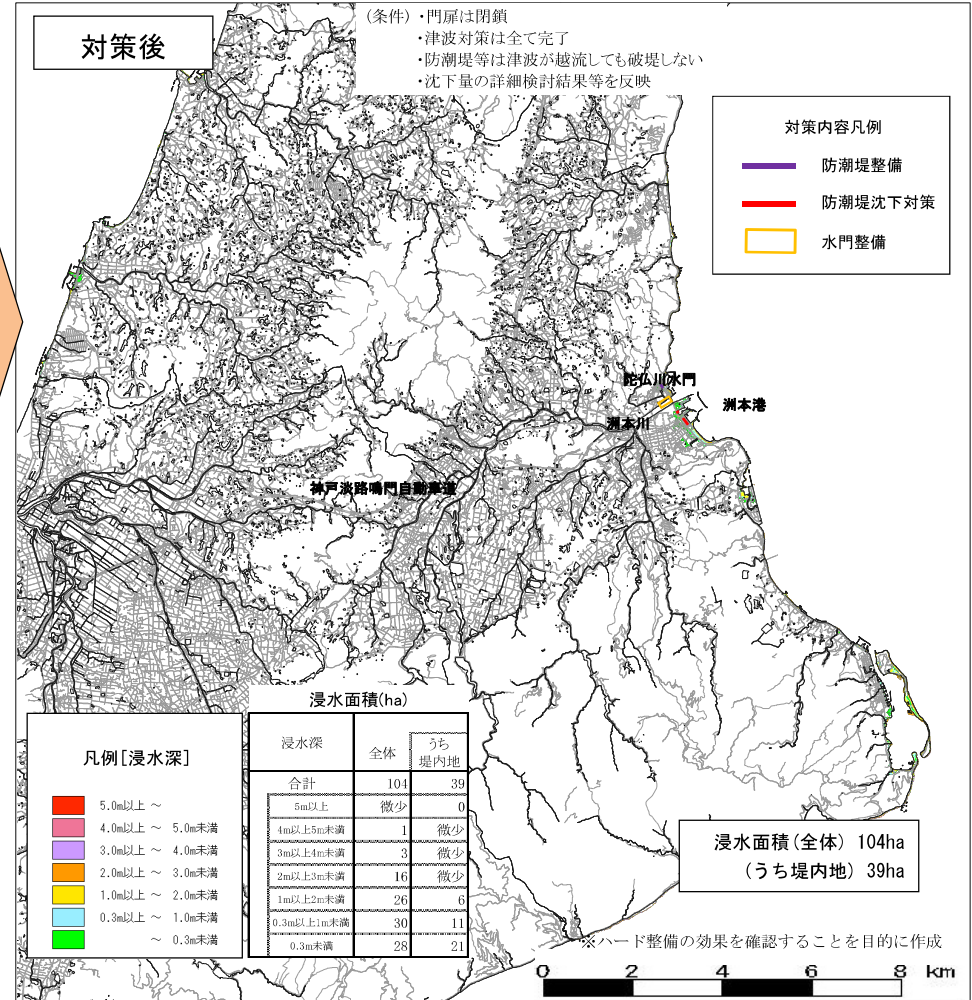 対策後
(条件)・門扉は閉鎖
・津波対策は全て完了
・防潮堤等は津波が越流しても破堤しない
・沈下量の詳細検討結果等を反映
対策内容凡例
防潮堤整備
防潮堤沈下対策
水門整備
陀仏川水門
洲本港
洲本川
神戸淡路鳴門自動車道
浸水面積(ha)
浸水深 全体 うち堤内地
合計 104 39
5m以上 微少 0
4m以上5m未満 1 微少
3m以上4m未満 3 微少
2m以上3m未満 16 微少
1m以上2m未満 26 6
0.3m以上1m未満 30 11
0.3m未満 28 21
凡例[浸水深]
5.0m以上 ~
4.0m以上 ~ 5.0m未満
3.0m以上 ~ 4.0m未満
2.0m以上 ~ 3.0m未満
1.0m以上 ~ 2.0m未満
0.3m以上 ~ 1.0m未満
~ 0.3m未満
浸水面積(全体) 104ha
(うち堤内地) 39ha
※ハード整備の効果を確認することを目的に作成
0 2 4 6 8 km